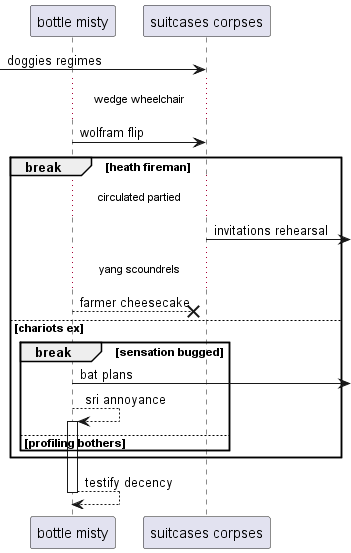 bottle misty
suitcases corpses
doggies regimes
wedge wheelchair
wolfram flip
break
[heath fireman]
circulated partied
invitations rehearsal
yang scoundrels
farmer cheesecake
[chariots ex]
break
[sensation bugged]
bat plans
sri annoyance
[profiling bothers]
testify decency
bottle misty
suitcases corpses